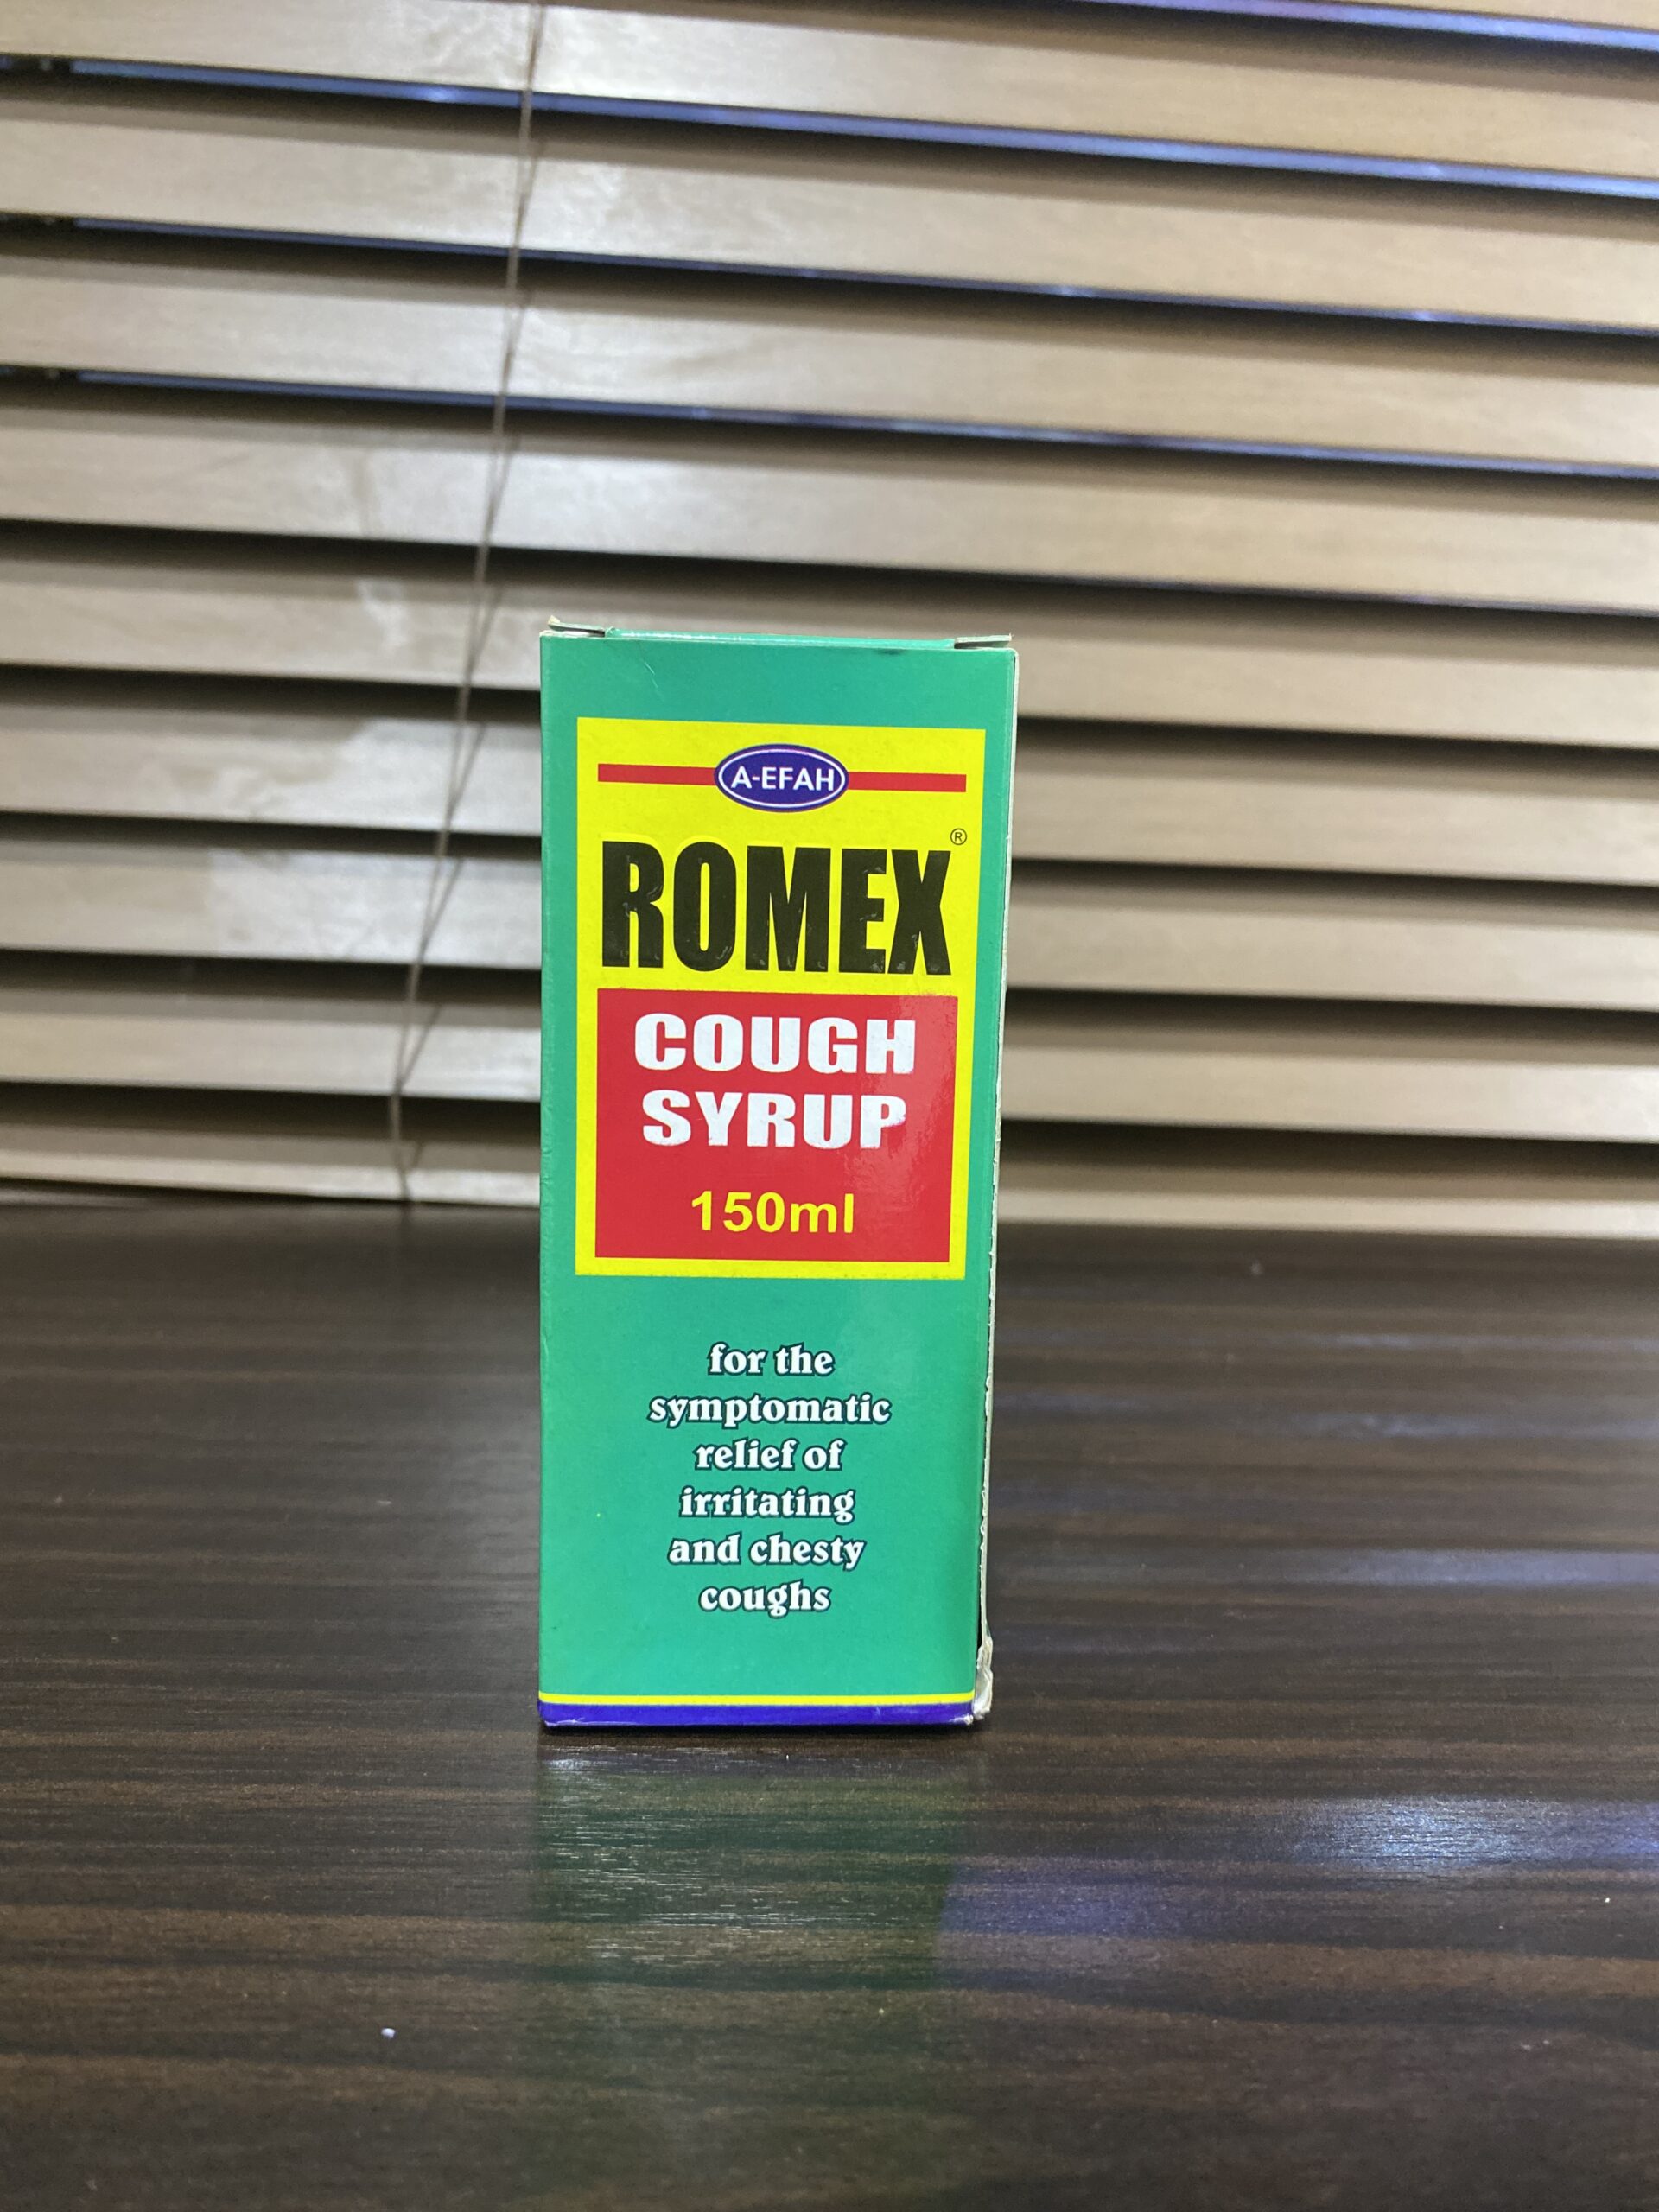 A-EFAH
ROMEX®
COUGH
SYRUP
150ml
for the
symptomatic
relief of
irritating
and chesty
coughs